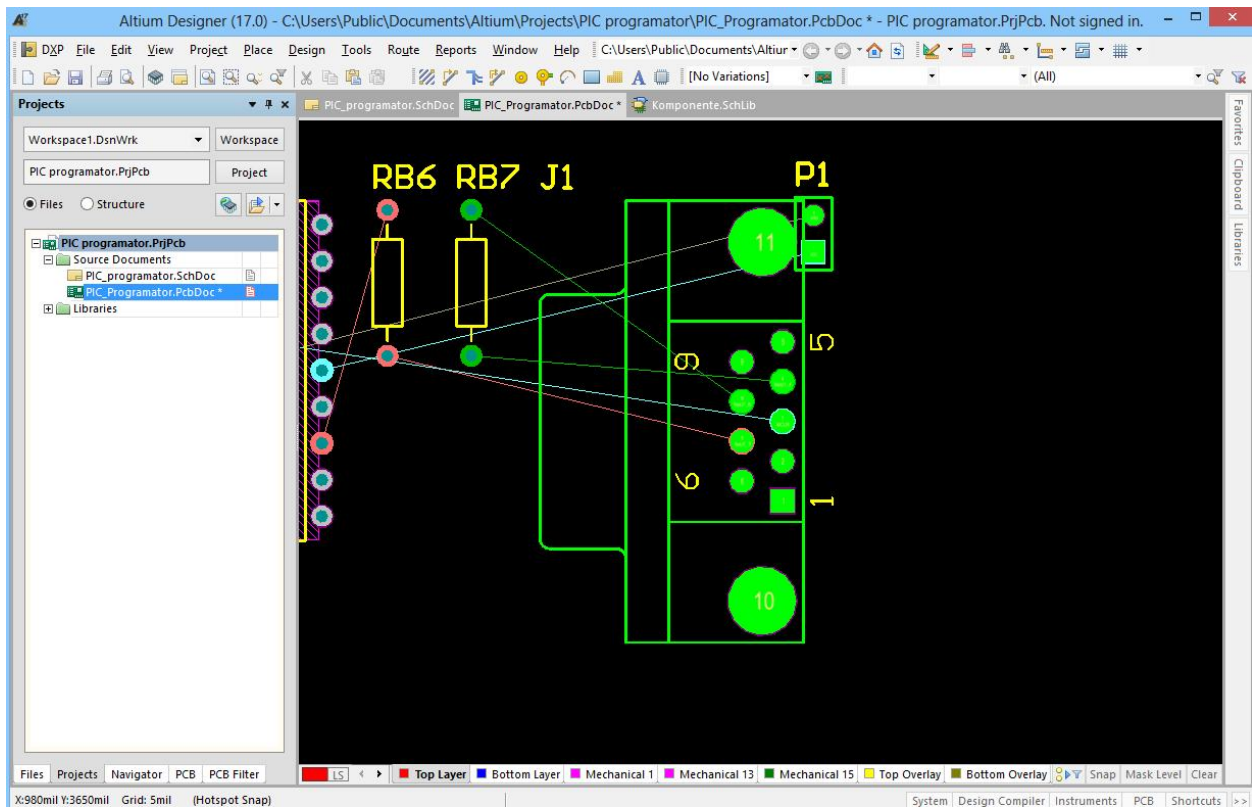 Altium Designer (17.0) - C:\Users\Public\Documents\Altium\Projects\PIC programator\PIC_Programator.PcbDoc * - PIC programator.PrjPcb. Not signed in.
DXP File Edit View Project Place Design Tools Route Reports Window Help C:\Users\Public\Documents\Altiur
[No Variations] (All)
Projects
PIC_programator.SchDoc PIC_Programator.PcbDoc * Komponente.SchLib
Workspace1.DsnWrk Workspace
PIC programator.PrjPcb Project
Files Structure
PIC programator.PrjPcb
Source Documents
PIC_programator.SchDoc
PIC_Programator.PcbDoc *
Libraries
RB6 RB7 J1 P1
11
9 5
6 1
10
Favorites
Clipboard
Libraries
Files Projects Navigator PCB PCB Filter
LS Top Layer Bottom Layer Mechanical 1 Mechanical 13 Mechanical 15 Top Overlay Bottom Overlay Snap Mask Level Clear
X:980mil Y:3650mil Grid: 5mil (Hotspot Snap)
System Design Compiler Instruments PCB Shortcuts >>